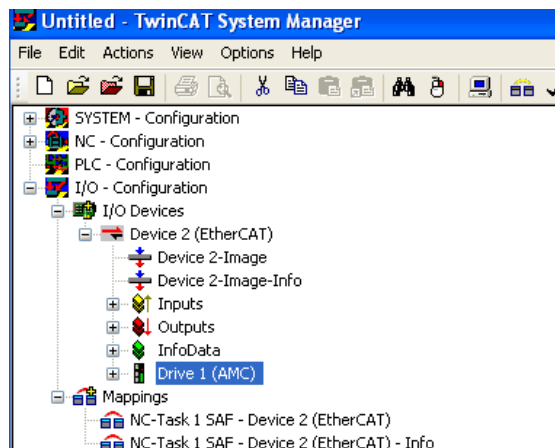 Untitled - TwinCAT System Manager
File Edit Actions View Options Help
SYSTEM - Configuration
NC - Configuration
PLC - Configuration
I/O - Configuration
I/O Devices
Device 2 (EtherCAT)
Device 2-Image
Device 2-Image-Info
Inputs
Outputs
InfoData
Drive 1 (AMC)
Mappings
NC-Task 1 SAF - Device 2 (EtherCAT)
NC-Task 1 SAF - Device 2 (EtherCAT) - Info